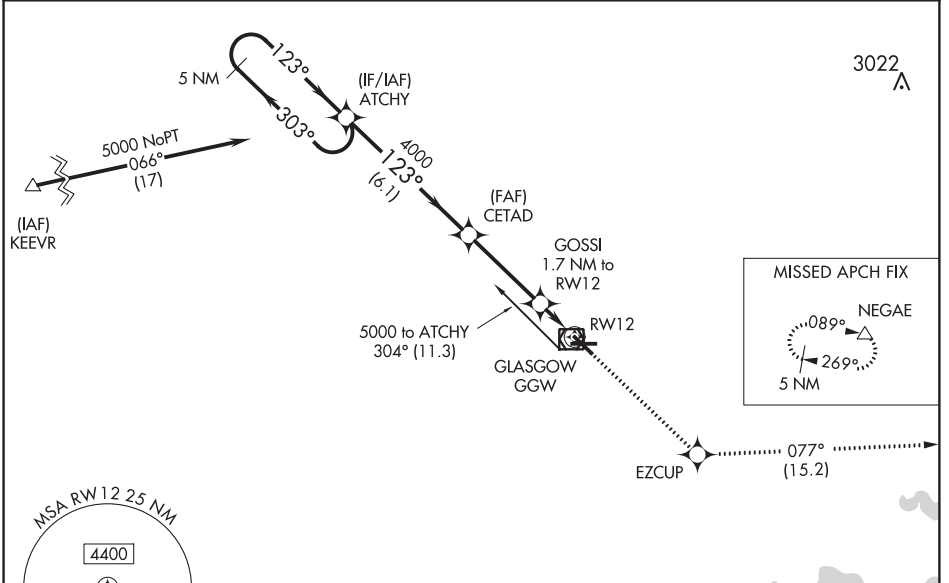 3022
123°
5 NM
(IF/IAF)
ATCHY
303°
5000 NoPT
066°
(17)
4000
123°
(6.1)
(IAF)
KEEVR
(FAF)
CETAD
GOSSI
1.7 NM to
RW12
MISSED APCH FIX
NEGAE
089°
269°
5 NM
5000 to ATCHY
304° (11.3)
RW12
GLASGOW
GGW
077°
(15.2)
EZCUP
MSA RW12 25 NM
4400